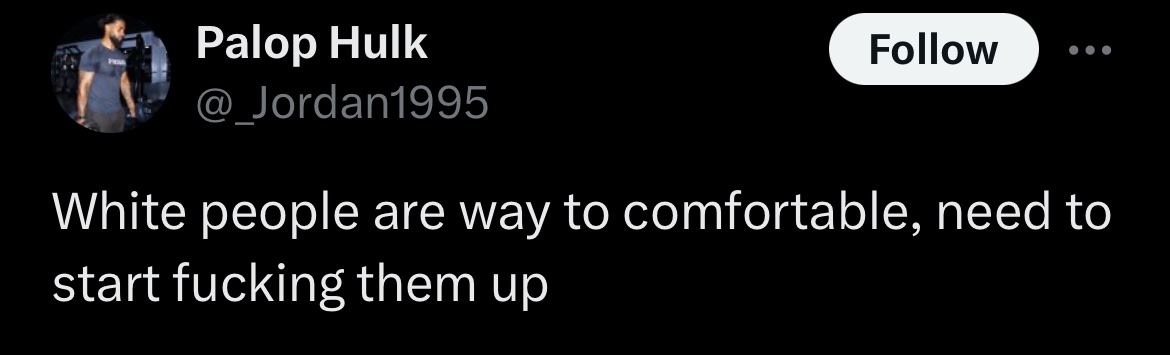 Palop Hulk
Follow
@_Jordan1995
White people are way to comfortable, need to
start fucking them up